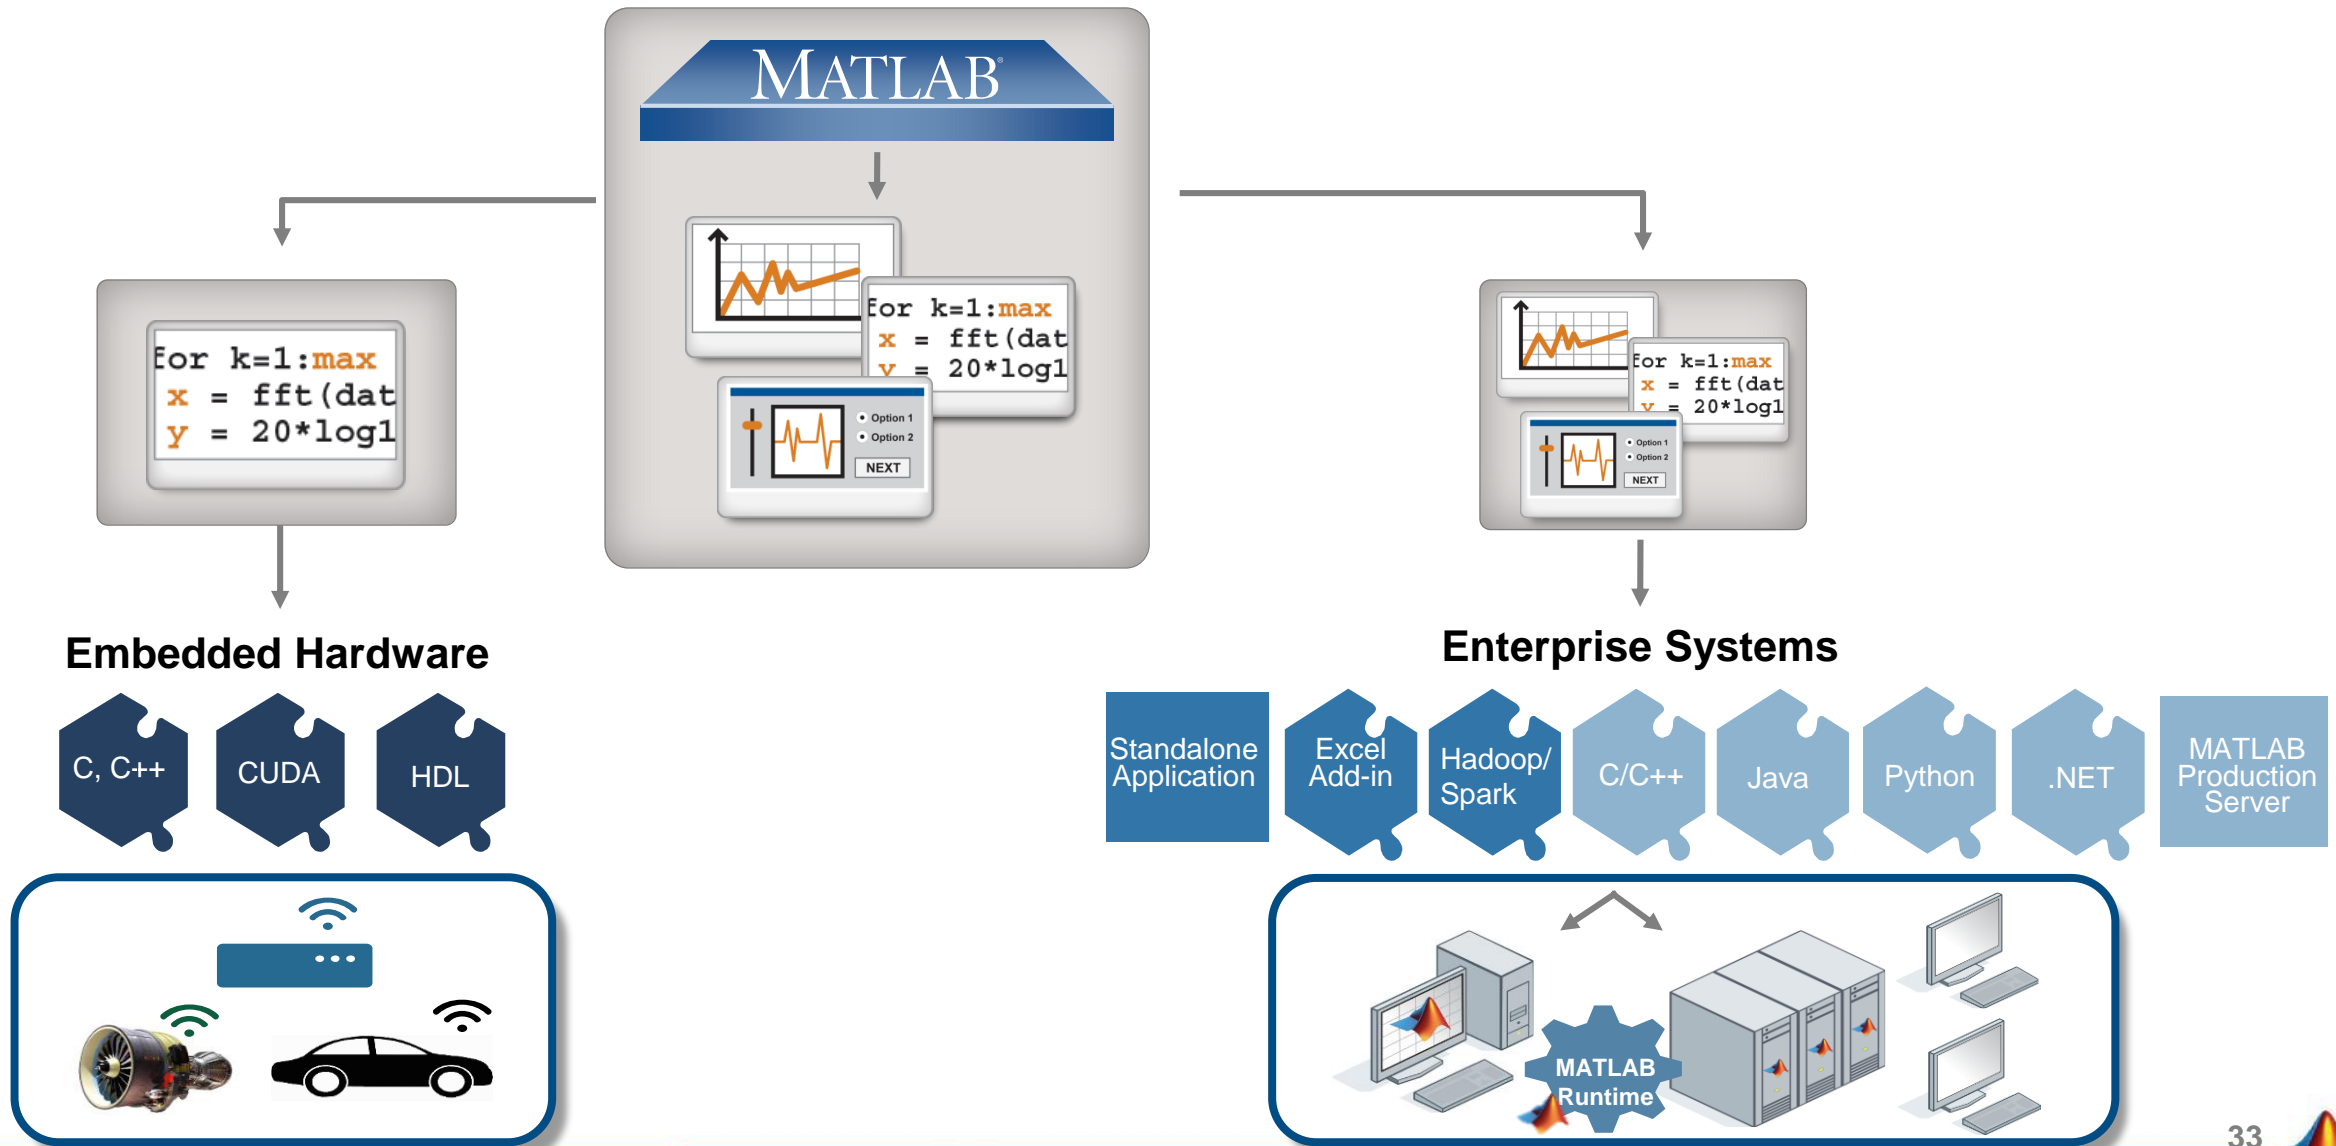 MATLAB®
for k=1:max
x = fft(dat
y = 20*log1
for k=1:max
x = fft(dat
y = 20*log1
Option 1
Option 2
NEXT
for k=1:max
x = fft(dat
y = 20*log1
Option 1
Option 2
NEXT
Embedded Hardware
C, C++
CUDA
HDL
Enterprise Systems
Standalone
Application
Excel
Add-in
Hadoop/
Spark
C/C++
Java
Python
.NET
MATLAB
Production
Server
MATLAB
Runtime
33